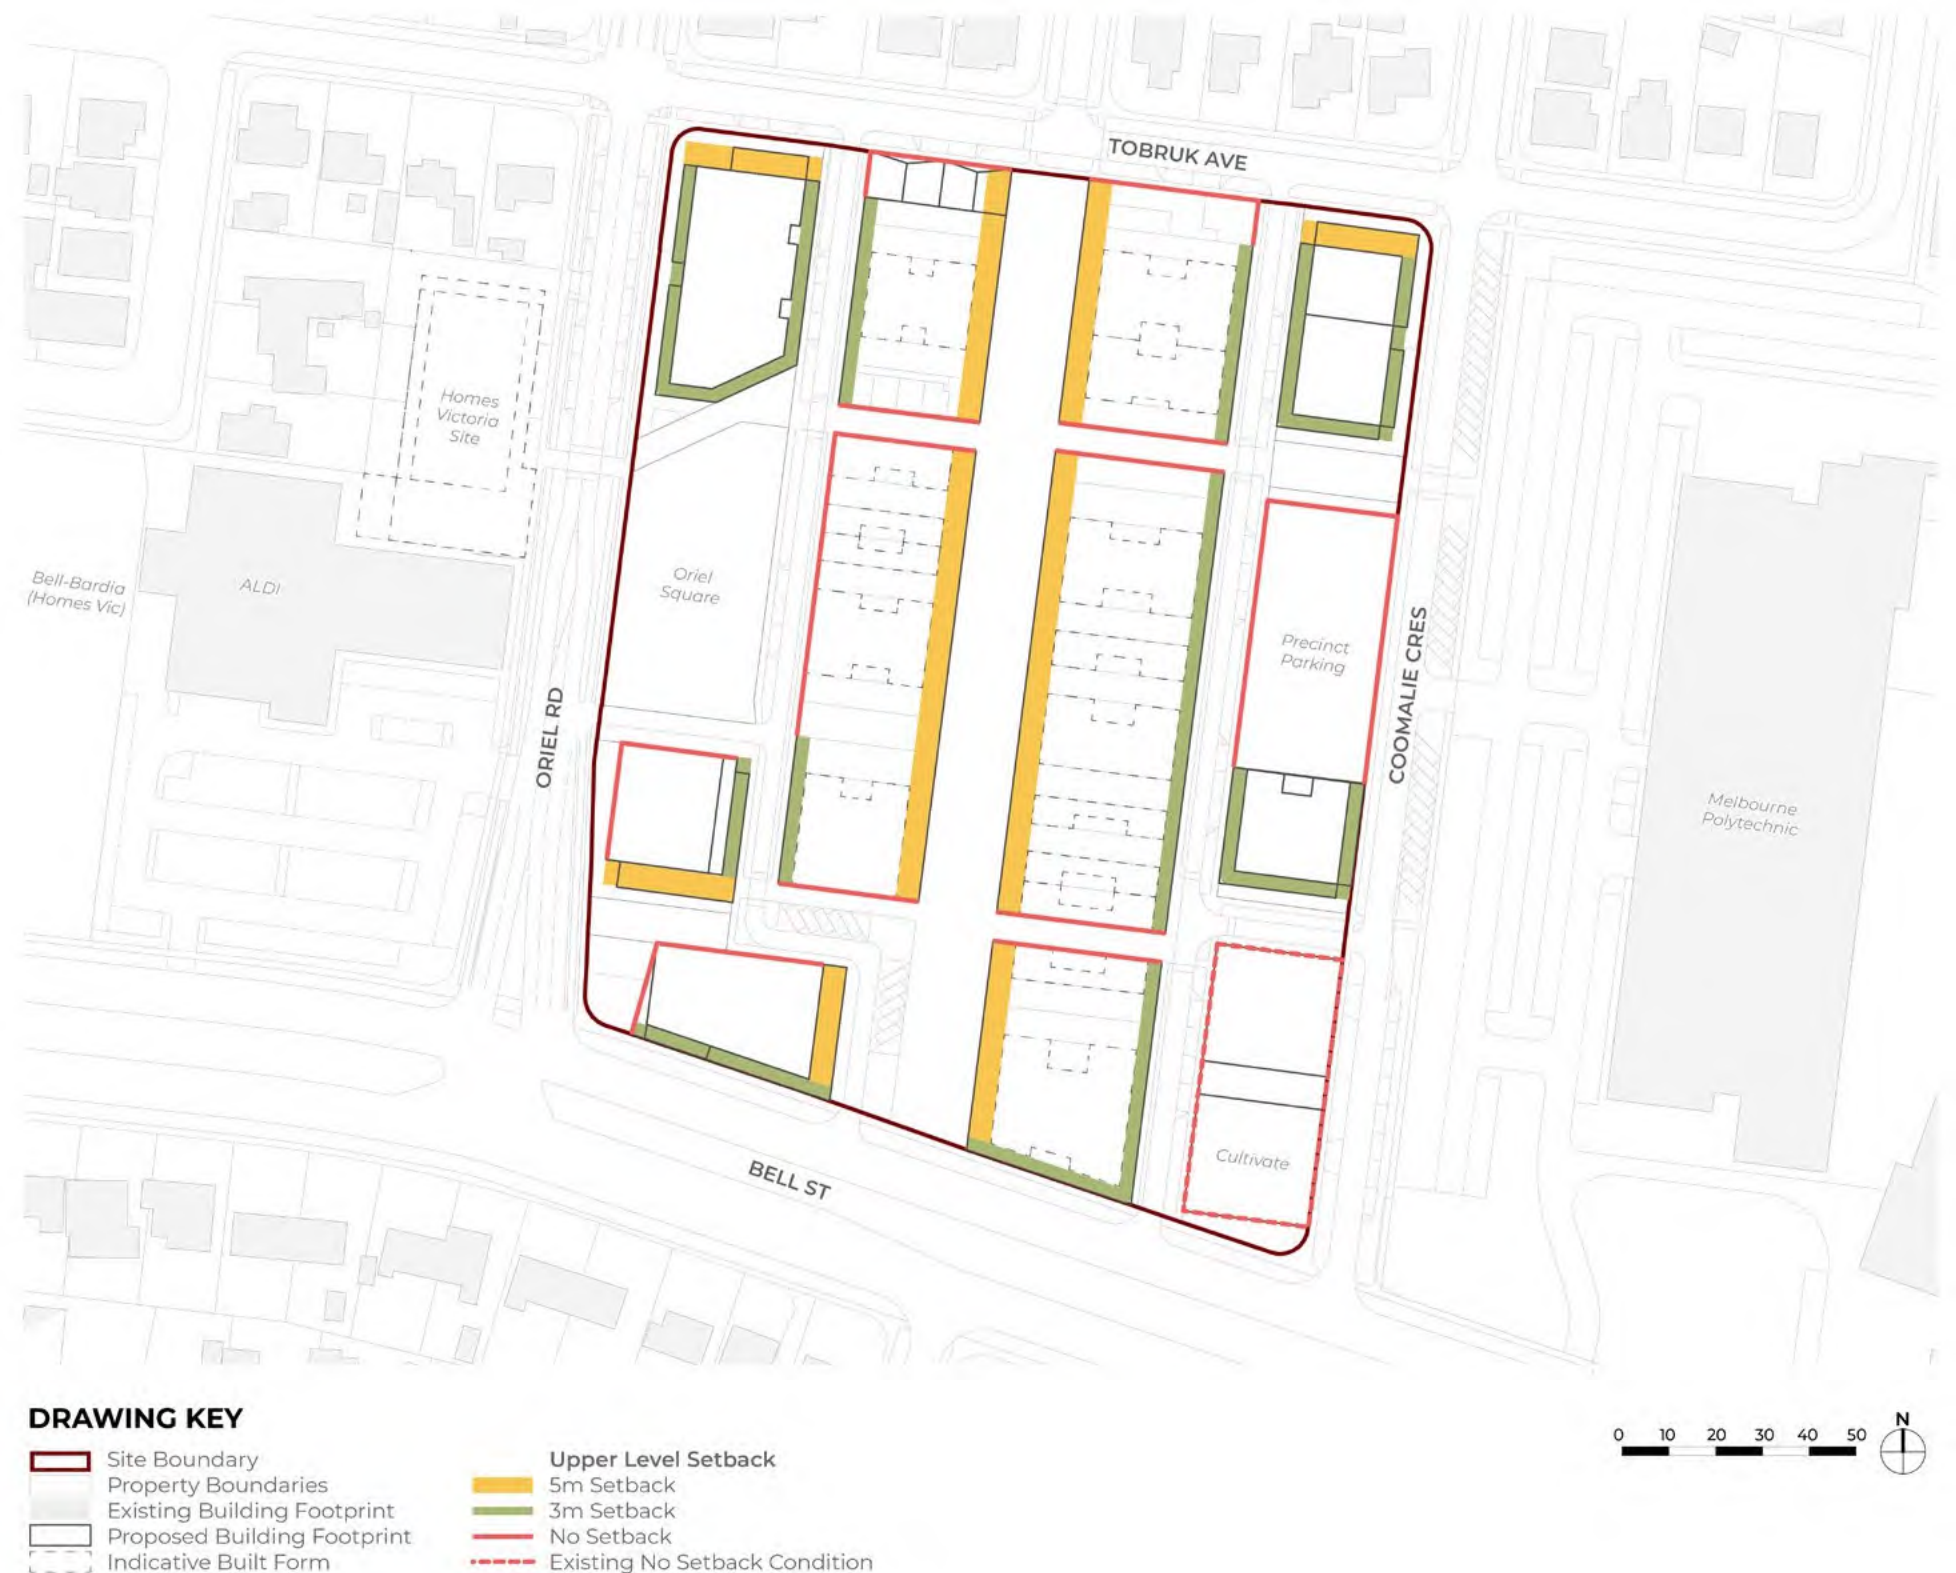 TOBRUK AVE
Homes
Victoria
Site
Bell-Bardia
(Homes Vic)
ALDI
Oriel
Square
ORIEL RD
Precinct
Parking
COOMALIE CRES
Melbourne
Polytechnic
Cultivate
BELL ST
DRAWING KEY
Site Boundary
Property Boundaries
Existing Building Footprint
Proposed Building Footprint
Indicative Built Form
Upper Level Setback
5m Setback
3m Setback
No Setback
Existing No Setback Condition
0 10 20 30 40 50
N